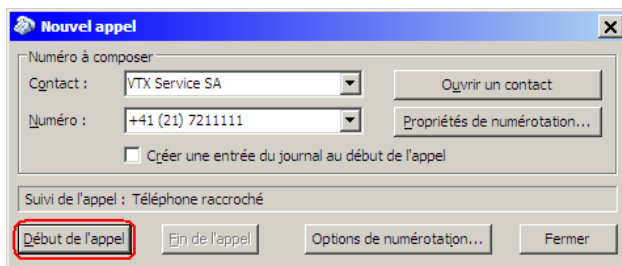 Nouvel appel
Numéro à composer
Contact : VTX Service SA Ouvrir un contact
Numéro : +41 (21) 7211111 Propriétés de numérotation...
Créer une entrée du journal au début de l'appel
Suivi de l'appel : Téléphone raccroché
Début de l'appel Fin de l'appel Options de numérotation... Fermer